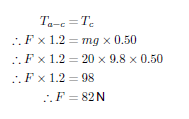 T_{a-c} = T_c
∴ F × 1.2 = mg × 0.50
∴ F × 1.2 = 20 × 9.8 × 0.50
∴ F × 1.2 = 98
∴ F = 82 N